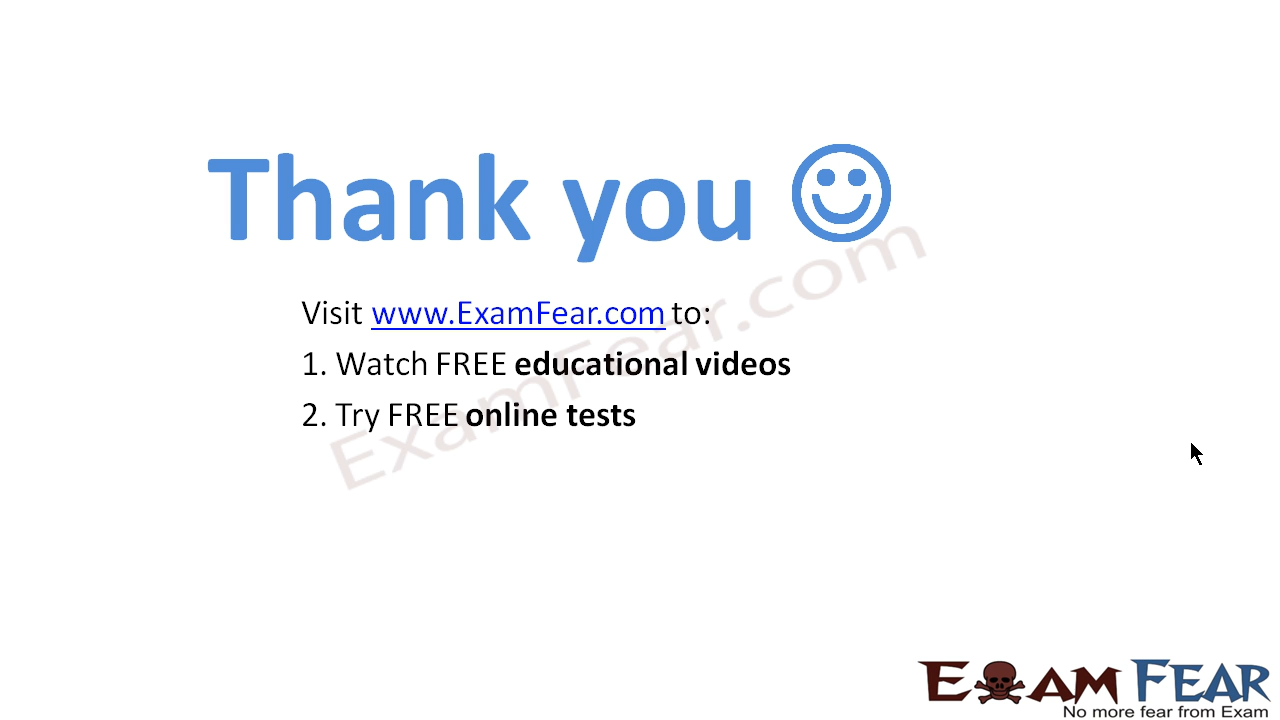 Thank you
Visit www.ExamFear.com to:
1. Watch FREE educational videos
2. Try FREE online tests
ExamFear.com
EXAM FEAR
No more fear from Exam